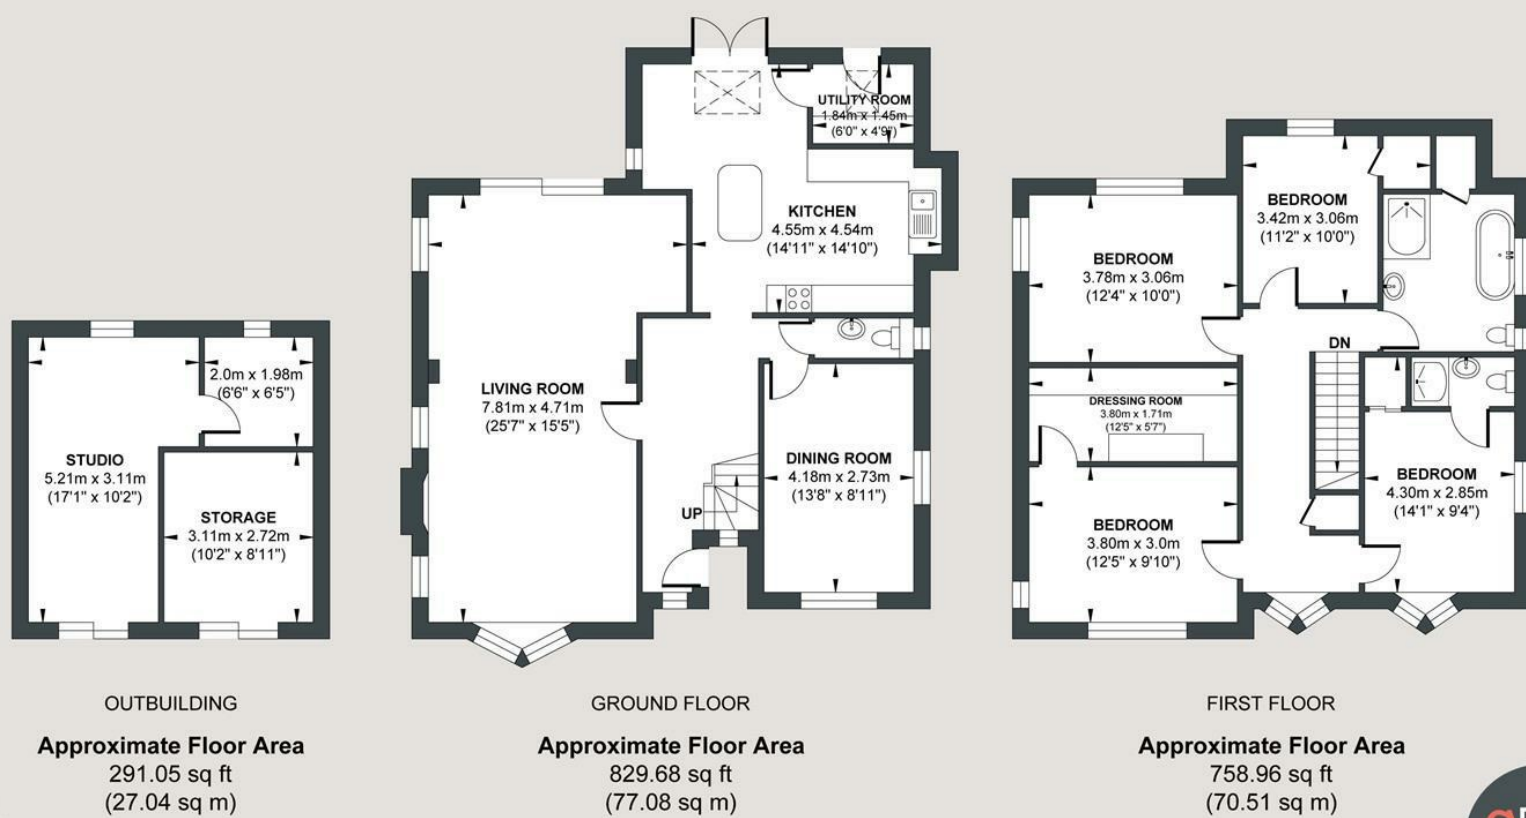 2.0m x 1.98m
(6'6" x 6'5")
STUDIO
5.21m x 3.11m
(17'1" x 10'2")
STORAGE
3.11m x 2.72m
(10'2" x 8'11")
OUTBUILDING
Approximate Floor Area
291.05 sq ft
(27.04 sq m)
UTILITY ROOM
1.84m x 1.45m
(6'0" x 4'9")
KITCHEN
4.55m x 4.54m
(14'11" x 14'10")
LIVING ROOM
7.81m x 4.71m
(25'7" x 15'5")
DINING ROOM
4.18m x 2.73m
(13'8" x 8'11")
UP
GROUND FLOOR
Approximate Floor Area
829.68 sq ft
(77.08 sq m)
BEDROOM
3.42m x 3.06m
(11'2" x 10'0")
BEDROOM
3.78m x 3.06m
(12'4" x 10'0")
DN
DRESSING ROOM
3.80m x 1.71m
(12'5" x 5'7")
BEDROOM
4.30m x 2.85m
(14'1" x 9'4")
BEDROOM
3.80m x 3.0m
(12'5" x 9'10")
FIRST FLOOR
Approximate Floor Area
758.96 sq ft
(70.51 sq m)